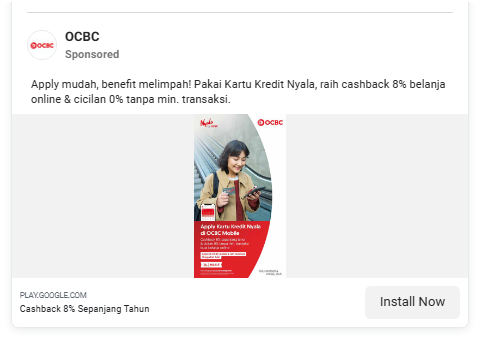 OCBC
OCBC
Sponsored
Apply mudah, benefit melimpah! Pakai Kartu Kredit Nyala, raih cashback 8% belanja
online & cicilan 0% tanpa min. transaksi.
Nyala
OCBC
Apply Kartu Kredit Nyala
di OCBC Mobile
PLAY.GOOGLE.COM
Cashback 8% Sepanjang Tahun
Install Now